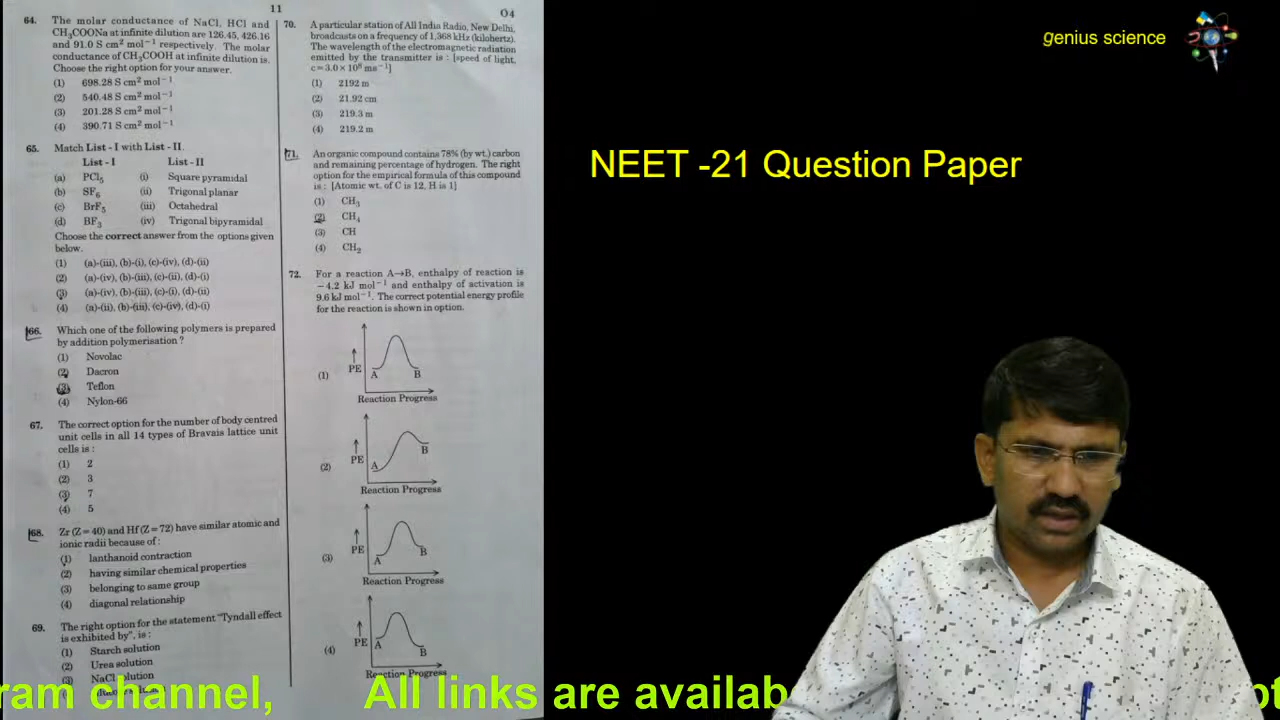 11
O4
64. The molar conductance of NaCl, HCl and
CH₃COONa at infinite dilution are 126.45, 426.16
and 91.0 S cm² mol⁻¹ respectively. The molar
conductance of CH₃COOH at infinite dilution is.
Choose the right option for your answer.
(1) 698.28 S cm² mol⁻¹
(2) 540.48 S cm² mol⁻¹
(3) 201.28 S cm² mol⁻¹
(4) 390.71 S cm² mol⁻¹
65. Match List - I with List - II.
List - I List - II
(a) PCl₅ (i) Square pyramidal
(b) SF₆ (ii) Trigonal planar
(c) BrF₅ (iii) Octahedral
(d) BF₃ (iv) Trigonal bipyramidal
Choose the correct answer from the options given
below.
(1) (a)-(iii), (b)-(i), (c)-(iv), (d)-(ii)
(2) (a)-(iv), (b)-(iii), (c)-(ii), (d)-(i)
(3) (a)-(iv), (b)-(iii), (c)-(i), (d)-(ii)
(4) (a)-(ii), (b)-(iii), (c)-(iv), (d)-(i)
66. Which one of the following polymers is prepared
by addition polymerisation ?
(1) Novolac
(2) Dacron
(3) Teflon
(4) Nylon-66
67. The correct option for the number of body centred
unit cells in all 14 types of Bravais lattice unit
cells is :
(1) 2
(2) 3
(3) 7
(4) 5
68. Zr (Z = 40) and Hf (Z = 72) have similar atomic and
ionic radii because of :
(1) lanthanoid contraction
(2) having similar chemical properties
(3) belonging to same group
(4) diagonal relationship
69. The right option for the statement "Tyndall effect
is exhibited by", is :
(1) Starch solution
(2) Urea solution
(3) NaCl solution
70. A particular station of All India Radio, New Delhi,
broadcasts on a frequency of 1,368 kHz (kilohertz).
The wavelength of the electromagnetic radiation
emitted by the transmitter is : [speed of light,
c = 3.0 × 10⁸ ms⁻¹]
(1) 2192 m
(2) 21.92 cm
(3) 219.3 m
(4) 219.2 m
71. An organic compound contains 78% (by wt.) carbon
and remaining percentage of hydrogen. The right
option for the empirical formula of this compound
is : [Atomic wt. of C is 12, H is 1]
(1) CH₃
(2) CH₄
(3) CH
(4) CH₂
72. For a reaction A→B, enthalpy of reaction is
−4.2 kJ mol⁻¹ and enthalpy of activation is
9.6 kJ mol⁻¹. The correct potential energy profile
for the reaction is shown in option.
(1) PE A B
Reaction Progress
(2) PE A B
Reaction Progress
(3) PE A B
Reaction Progress
(4) PE A B
Reaction Progress
genius science
NEET -21 Question Paper
ram channel, All links are availab of